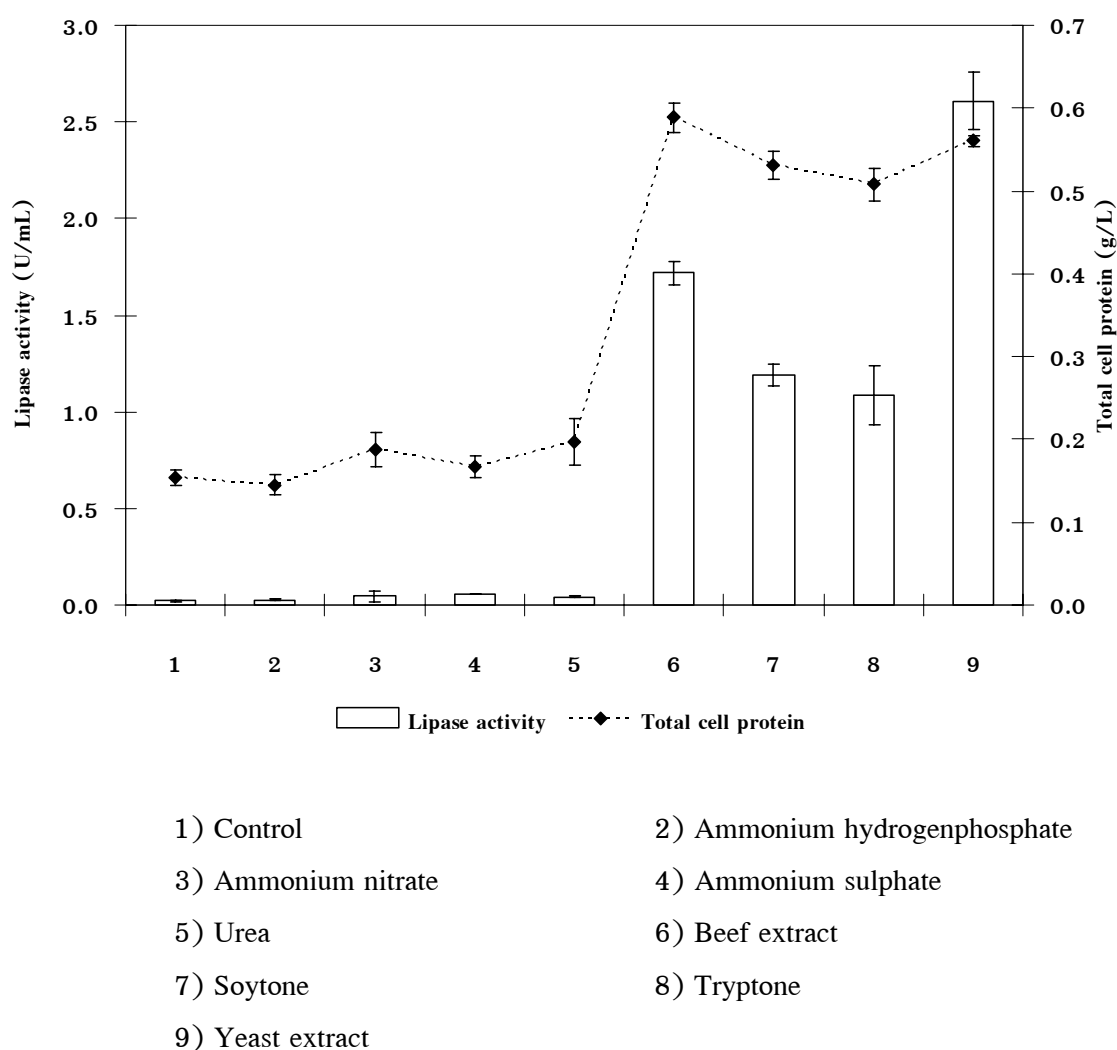 3.0
2.5
2.0
1.5
1.0
0.5
0.0
Lipase activity (U/mL)
0.7
0.6
0.5
0.4
0.3
0.2
0.1
0.0
Total cell protein (g/L)
1 2 3 4 5 6 7 8 9
Lipase activity Total cell protein
1) Control 2) Ammonium hydrogenphosphate
3) Ammonium nitrate 4) Ammonium sulphate
5) Urea 6) Beef extract
7) Soytone 8) Tryptone
9) Yeast extract